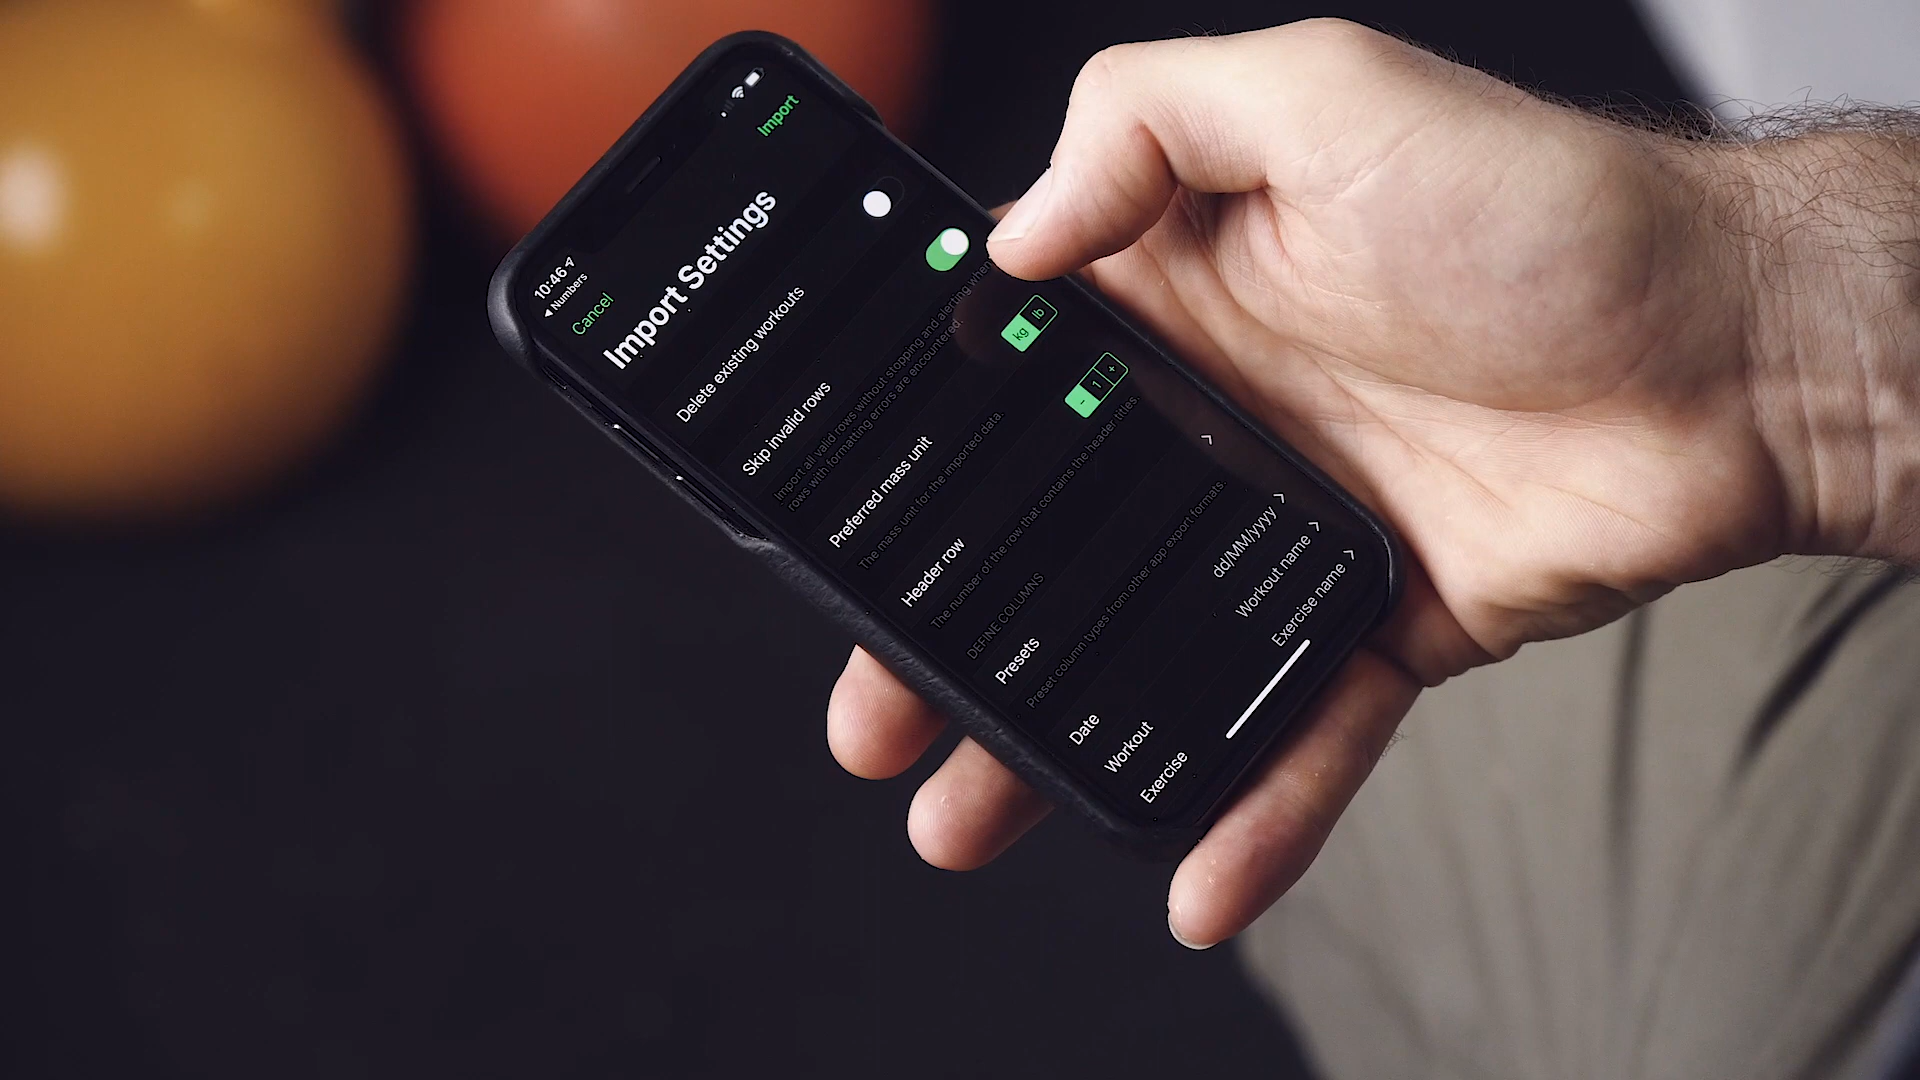 10:46
◀ Numbers
Cancel
Import
Import Settings
Delete existing workouts
Skip invalid rows
Import all valid rows without stopping and alerting when
rows with formatting errors are encountered.
Preferred mass unit
kg lb
The mass unit for the imported data.
Header row
- 1 +
The number of the row that contains the header titles.
DEFINE COLUMNS
Presets
Preset column types from other app export formats.
Date dd/MM/yyyy
Workout Workout name
Exercise Exercise name